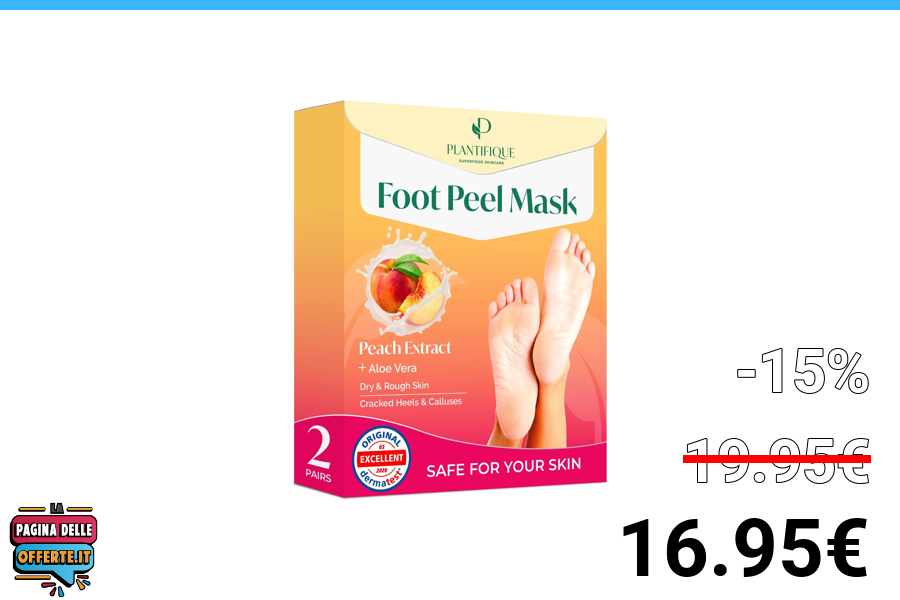 PLANTIFIQUE
SUPERFOOD SKINCARE
Foot Peel Mask
Peach Extract
+ Aloe Vera
Dry & Rough Skin
Cracked Heels & Calluses
2
PAIRS
ORIGINAL
03
EXCELLENT
2020
dermatest®
SAFE FOR YOUR SKIN
-15%
19.95€
16.95€
LA
PAGINA DELLE
OFFERTE.IT